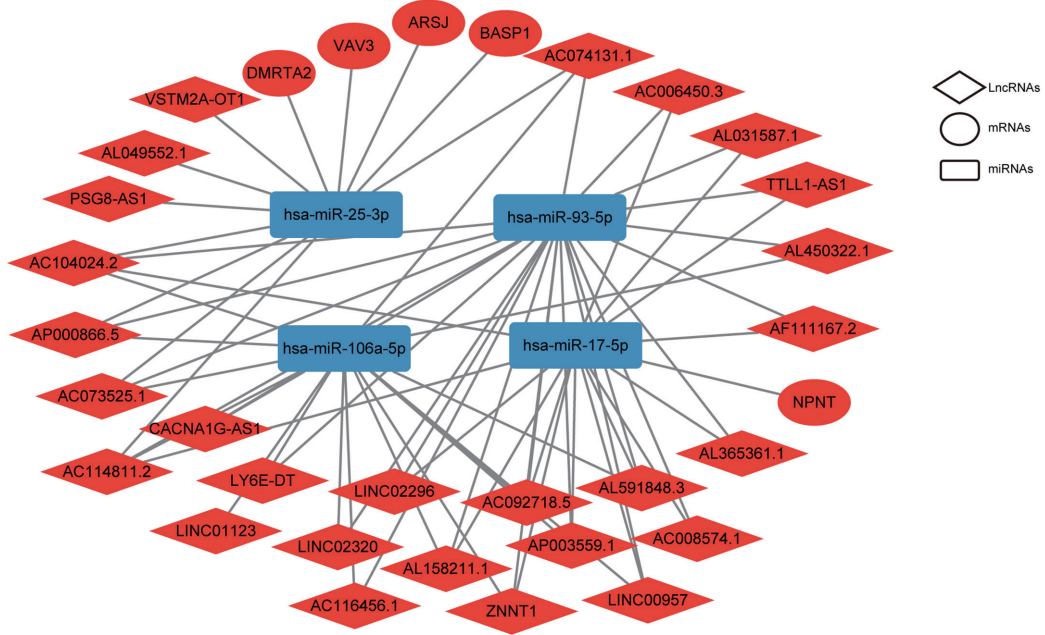 ARSJ
BASP1
VAV3
AC074131.1
DMRTA2
AC006450.3
VSTM2A-OT1
LncRNAs
AL031587.1
mRNAs
AL049552.1
miRNAs
TTLL1-AS1
PSG8-AS1
hsa-miR-25-3p
hsa-miR-93-5p
AL450322.1
AC104024.2
AF111167.2
AP000866.5
hsa-miR-106a-5p
hsa-miR-17-5p
AC073525.1
NPNT
CACNA1G-AS1
AL365361.1
AC114811.2
LY6E-DT
LINC02296
AL591848.3
AC092718.5
LINC01123
AC008574.1
LINC02320
AP003559.1
AL158211.1
LINC00957
AC116456.1
ZNNT1